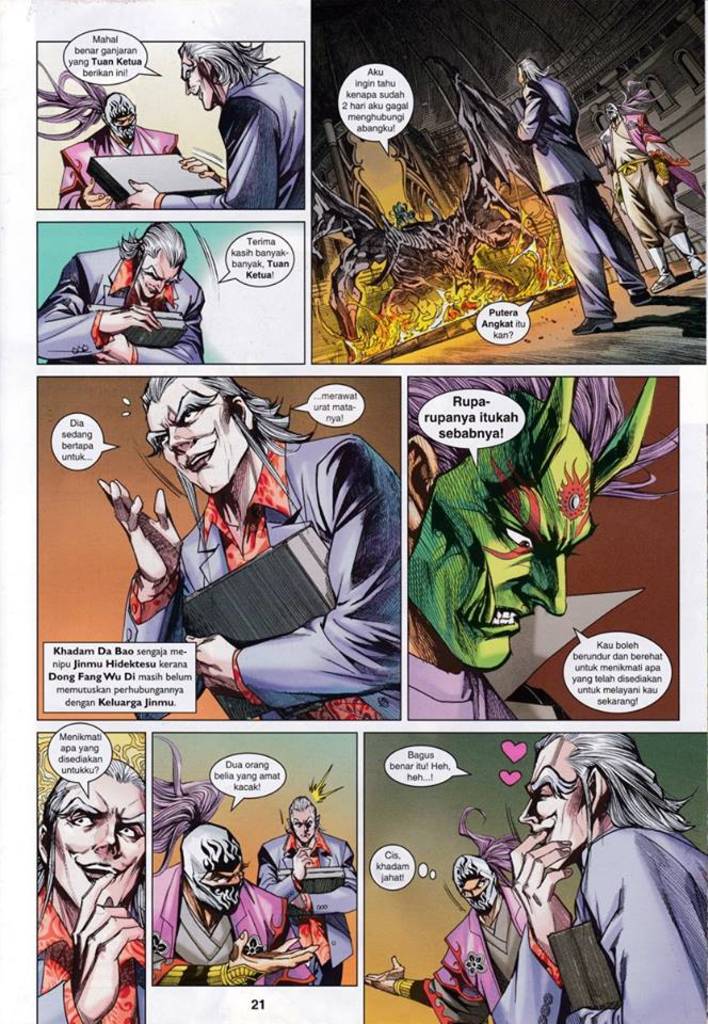 Mahal
benar ganjaran
yang Tuan Ketua
berikan ini!
Terima
kasih banyak-
banyak, Tuan
Ketua!
Aku
ingin tahu
kenapa sudah
2 hari aku gagal
menghubungi
abangku!
Putera
Angkat itu
kan?
Dia
sedang
bertapa
untuk...
...merawat
urat mata-
nya!
Khadam Da Bao sengaja me-
nipu Jinmu Hidektesu kerana
Dong Fang Wu Di masih belum
memutuskan perhubungannya
dengan Keluarga Jinmu.
Rupa-
rupanya itukah
sebabnya!
Kau boleh
berundur dan berehat
untuk menikmati apa
yang telah disediakan
untuk melayani kau
sekarang!
Menikmati
apa yang
disediakan
untukku?
Dua orang
belia yang amat
kacak!
Bagus
benar itu! Heh,
heh...!
Cis,
khadam
jahat!
21